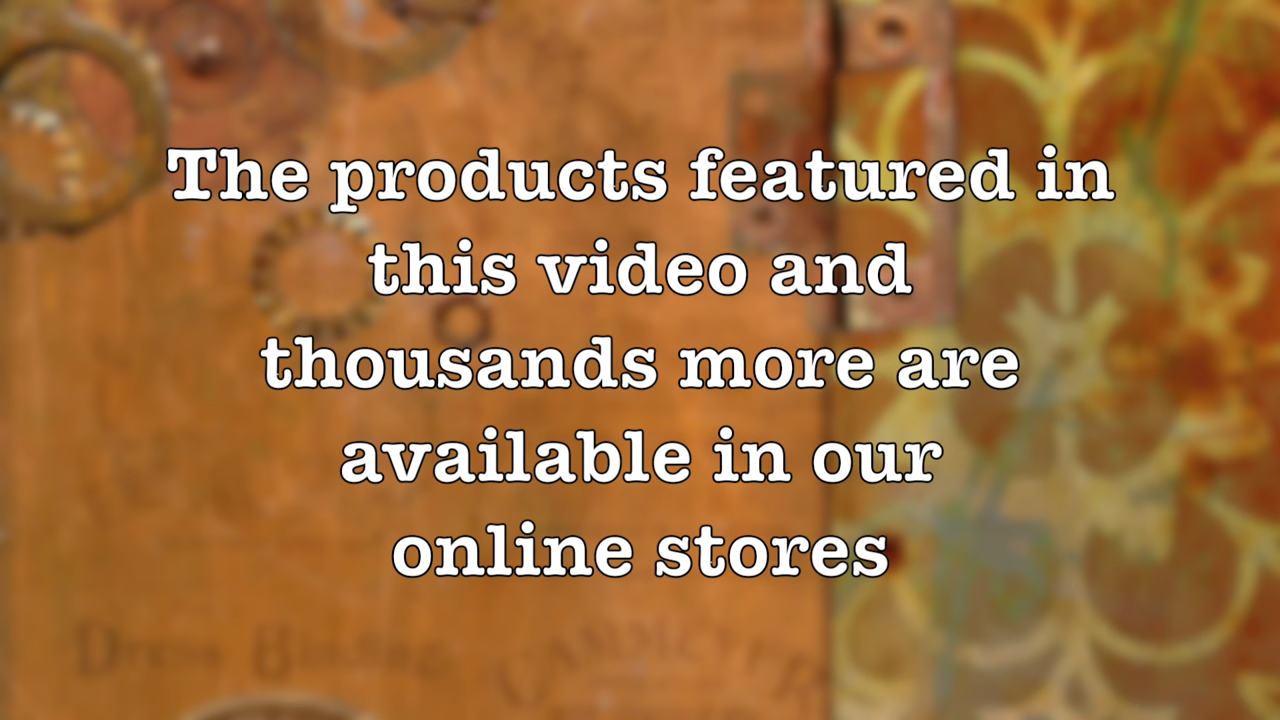 The products featured in
this video and
thousands more are
available in our
online stores